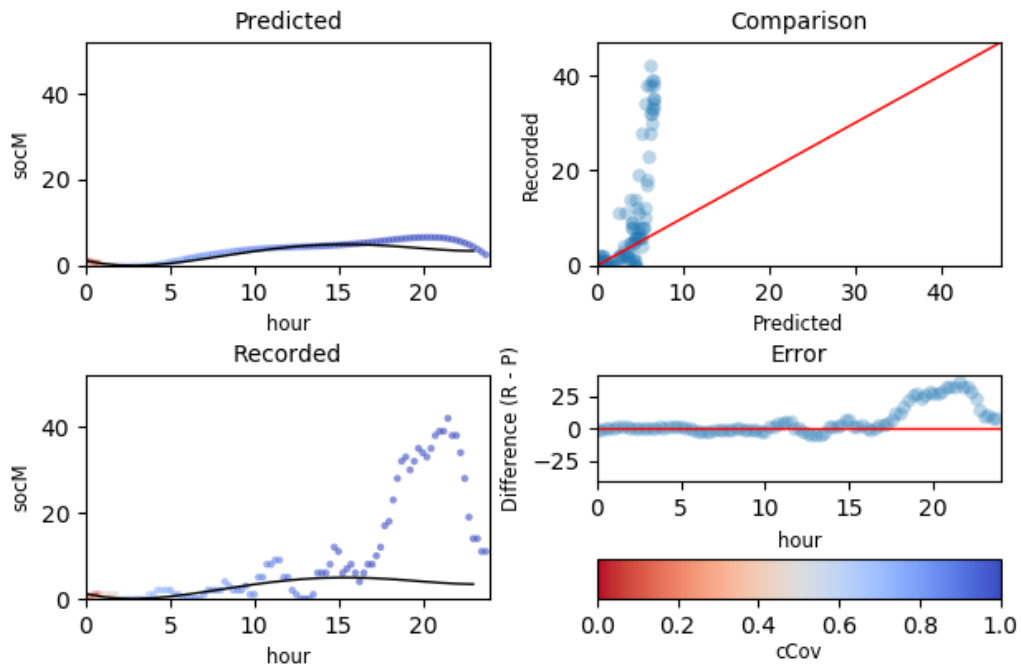 Predicted
socM
40
20
0
0 5 10 15 20
hour
Comparison
Recorded
40
20
0
0 10 20 30 40
Predicted
Recorded
socM
40
20
0
0 5 10 15 20
hour
Error
Difference (R - P)
25
0
−25
0 5 10 15 20
hour
0.0 0.2 0.4 0.6 0.8 1.0
cCov